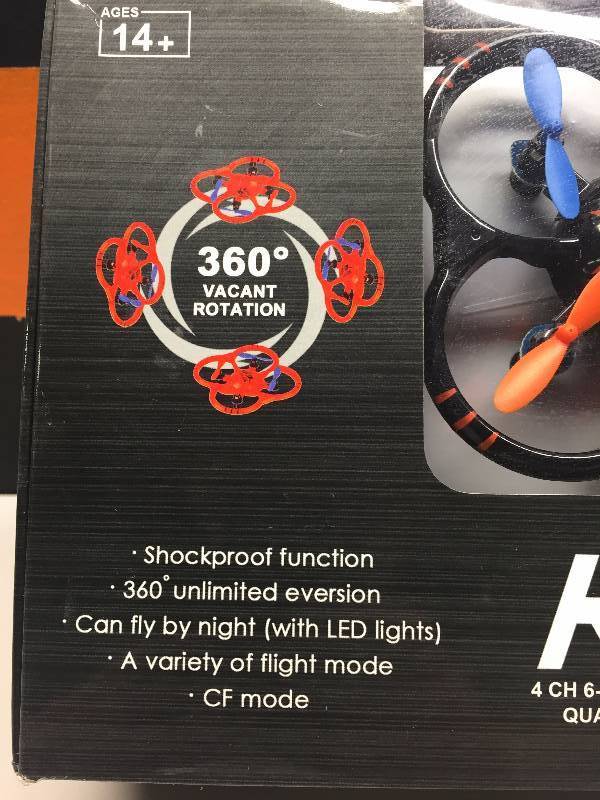 AGES
14+
360°
VACANT
ROTATION
· Shockproof function
· 360° unlimited eversion
· Can fly by night (with LED lights)
· A variety of flight mode
· CF mode
4 CH 6-